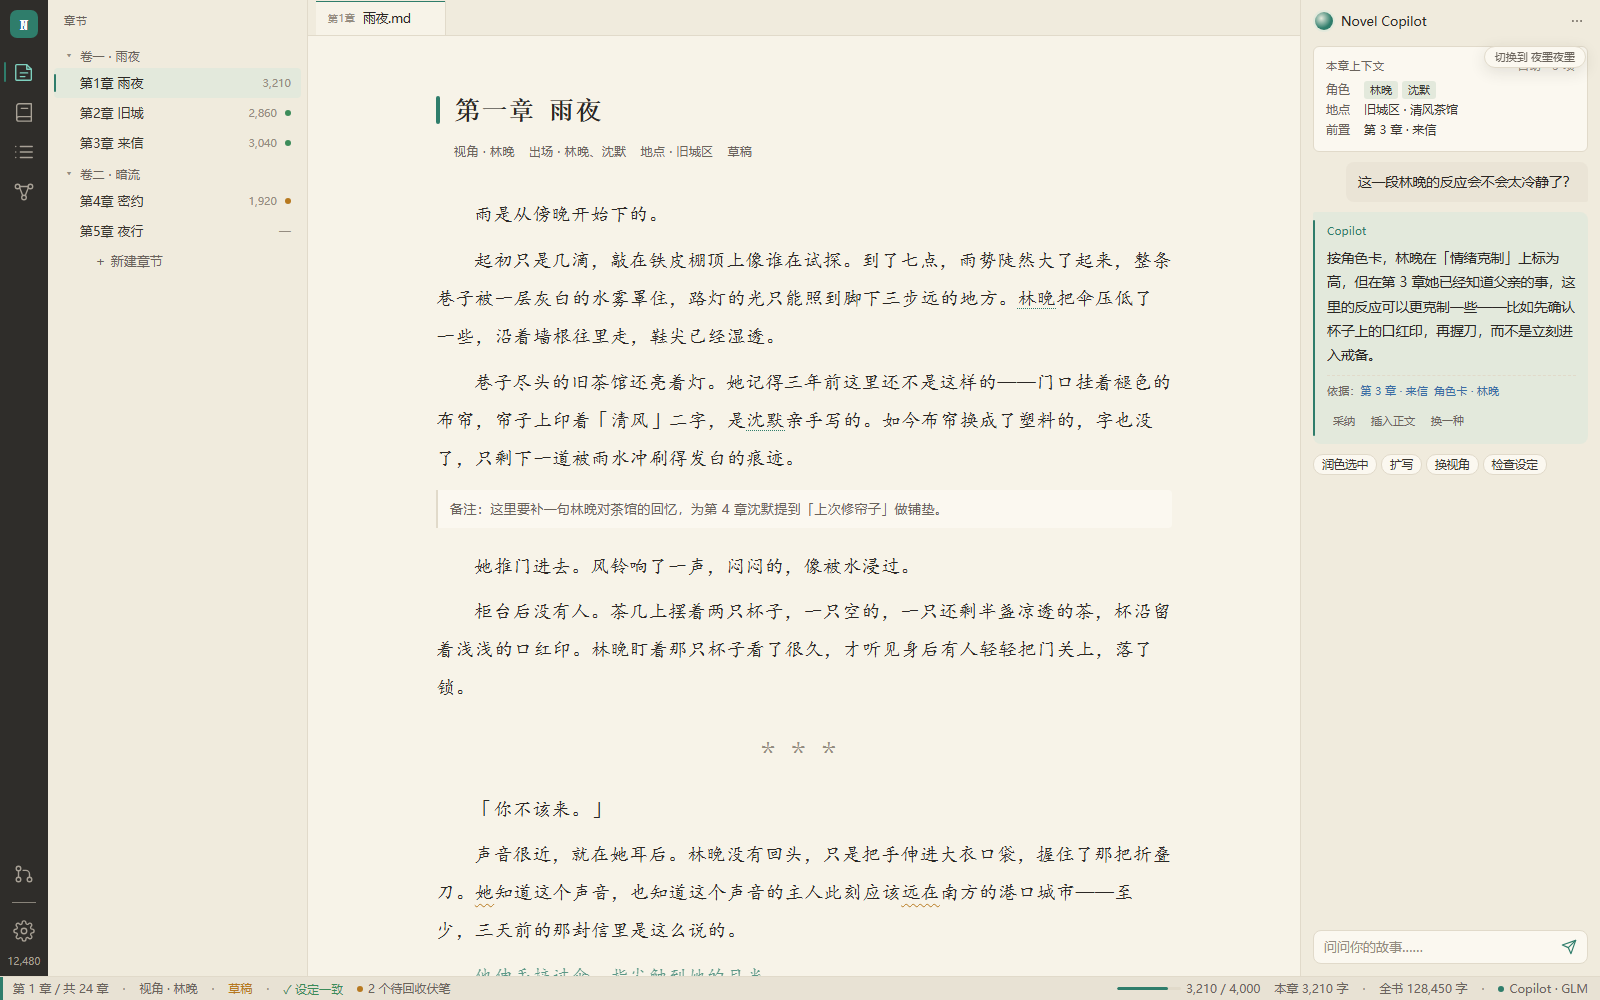 N
章节
卷一 · 雨夜
第1章 雨夜 3,210
第2章 旧城 2,860
第3章 来信 3,040
卷二 · 暗流
第4章 密约 1,920
第5章 夜行 —
+ 新建章节
12,480
第1章 雨夜.md
第一章 雨夜
视角 · 林晚 出场 · 林晚、沈默 地点 · 旧城区 草稿
雨是从傍晚开始下的。
起初只是几滴，敲在铁皮棚顶上像谁在试探。到了七点，雨势陡然大了起来，整条
巷子被一层灰白的水雾罩住，路灯的光只能照到脚下三步远的地方。林晚把伞压低了
一些，沿着墙根往里走，鞋尖已经湿透。
巷子尽头的旧茶馆还亮着灯。她记得三年前这里还不是这样的——门口挂着褪色的
布帘，帘子上印着「清风」二字，是沈默亲手写的。如今布帘换成了塑料的，字也没
了，只剩下一道被雨水冲刷得发白的痕迹。
备注：这里要补一句林晚对茶馆的回忆，为第 4 章沈默提到「上次修帘子」做铺垫。
她推门进去。风铃响了一声，闷闷的，像被水浸过。
柜台后没有人。茶几上摆着两只杯子，一只空的，一只还剩半盏凉透的茶，杯沿留
着浅浅的口红印。林晚盯着那只杯子看了很久，才听见身后有人轻轻把门关上，落了
锁。
* * *
「你不该来。」
声音很近，就在她耳后。林晚没有回头，只是把手伸进大衣口袋，握住了那把折叠
刀。她知道这个声音，也知道这个声音的主人此刻应该远在南方的港口城市——至
少，三天前的那封信里是这么说的。
Novel Copilot
切换到 夜墨夜墨
本章上下文
角色 林晚 沈默
地点 旧城区 · 清风茶馆
前置 第 3 章 · 来信
这一段林晚的反应会不会太冷静了？
Copilot
按角色卡，林晚在「情绪克制」上标为
高，但在第 3 章她已经知道父亲的事，这
里的反应可以更克制一些——比如先确认
杯子上的口红印，再握刀，而不是立刻进
入戒备。
依据：第 3 章 · 来信 角色卡 · 林晚
采纳 插入正文 换一种
润色选中 扩写 换视角 检查设定
问问你的故事……
第 1 章 / 共 24 章 · 视角 · 林晚 · 草稿 · ✓ 设定一致 2 个待回收伏笔
3,210 / 4,000 本章 3,210 字 · 全书 128,450 字 · Copilot · GLM